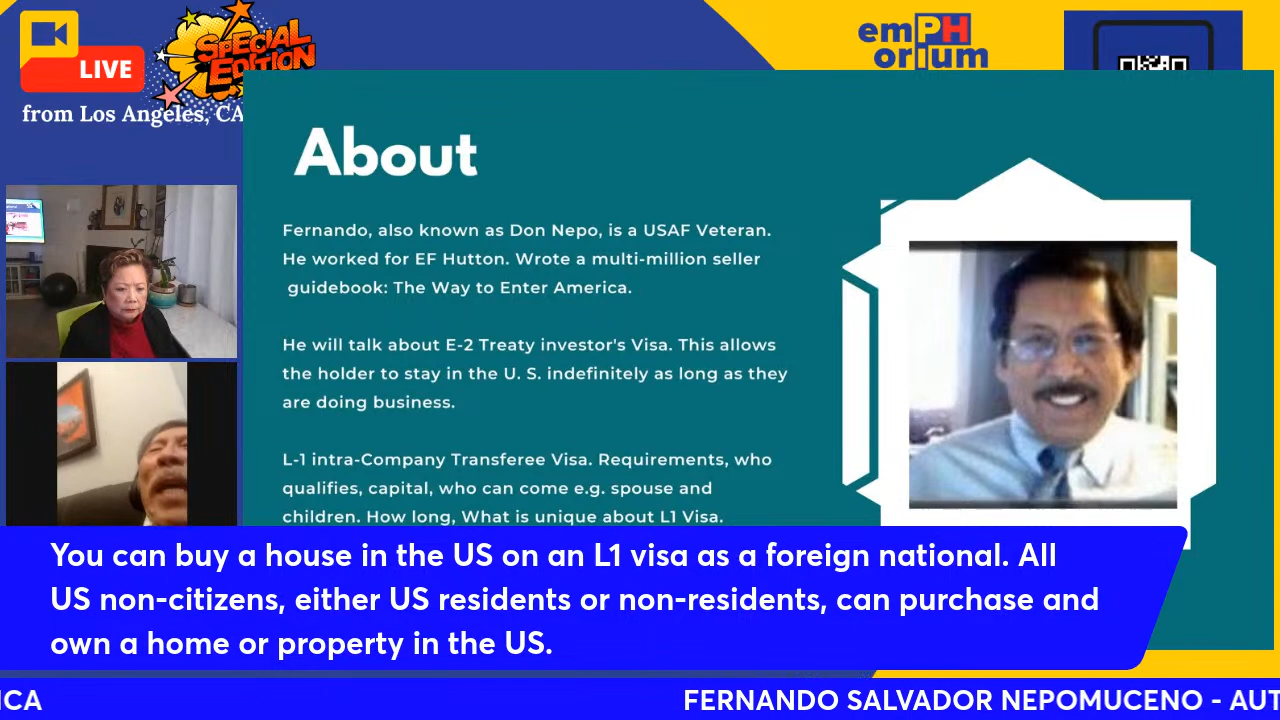 LIVE
SPECIAL
EDITION
from Los Angeles, CA
emPH
orium
About
Fernando, also known as Don Nepo, is a USAF Veteran.
He worked for EF Hutton. Wrote a multi-million seller
guidebook: The Way to Enter America.
He will talk about E-2 Treaty investor's Visa. This allows
the holder to stay in the U. S. indefinitely as long as they
are doing business.
L-1 intra-Company Transferee Visa. Requirements, who
qualifies, capital, who can come e.g. spouse and
children. How long, What is unique about L1 Visa.
You can buy a house in the US on an L1 visa as a foreign national. All
US non-citizens, either US residents or non-residents, can purchase and
own a home or property in the US.
ICA FERNANDO SALVADOR NEPOMUCENO - AUT